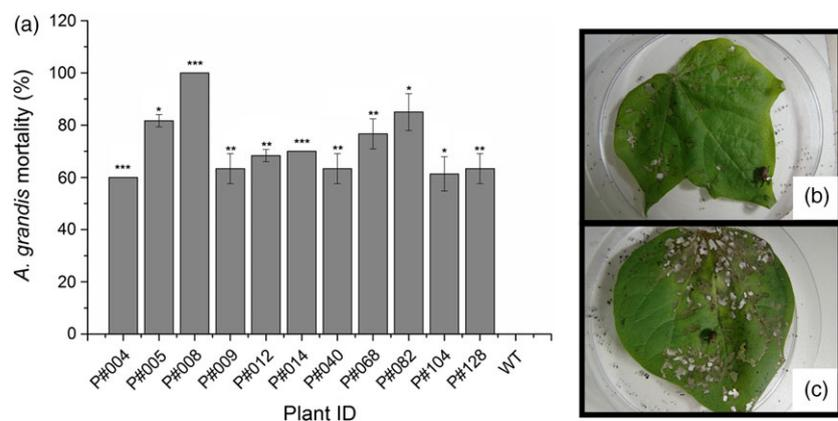 (a)
A. grandis mortality (%)
120
100
80
60
40
20
0
***
*
***
**
**
***
**
**
*
*
**
P#004
P#005
P#008
P#009
P#012
P#014
P#040
P#068
P#082
P#104
P#128
WT
Plant ID
(b)
(c)